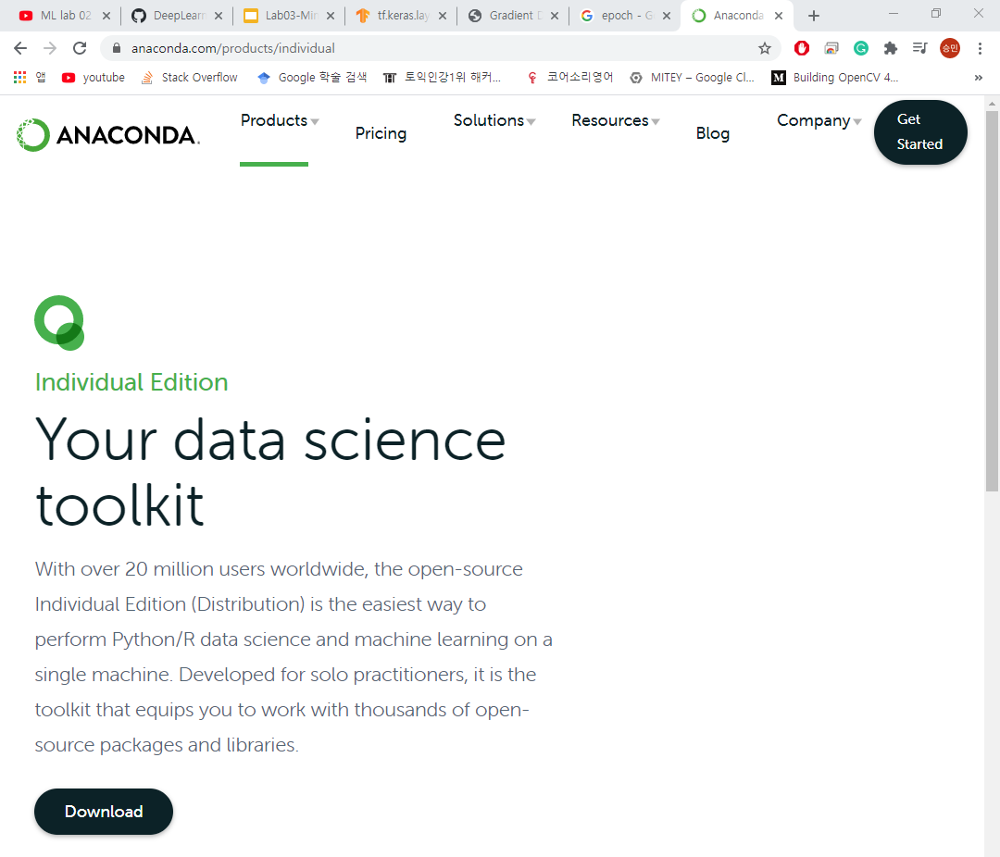 ML lab 02
DeepLearn
Lab03-Min
tf.keras.lay
Gradient D
epoch - G
Anaconda
anaconda.com/products/individual
승민
앱
youtube
Stack Overflow
Google 학술 검색
토익인강1위 해커...
코어소리영어
MITEY – Google Cl...
Building OpenCV 4...
ANACONDA.
Products
Pricing
Solutions
Resources
Blog
Company
Get
Started
Individual Edition
Your data science
toolkit
With over 20 million users worldwide, the open-source
Individual Edition (Distribution) is the easiest way to
perform Python/R data science and machine learning on a
single machine. Developed for solo practitioners, it is the
toolkit that equips you to work with thousands of open-
source packages and libraries.
Download